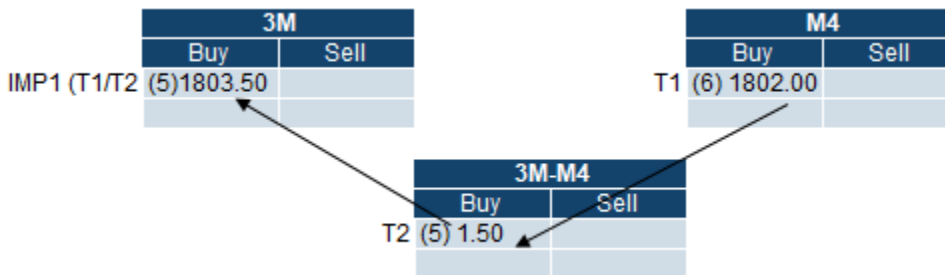 3M
Buy Sell
IMP1 (T1/T2 (5)1803.50
M4
Buy Sell
T1 (6) 1802.00
3M-M4
Buy Sell
T2 (5) 1.50